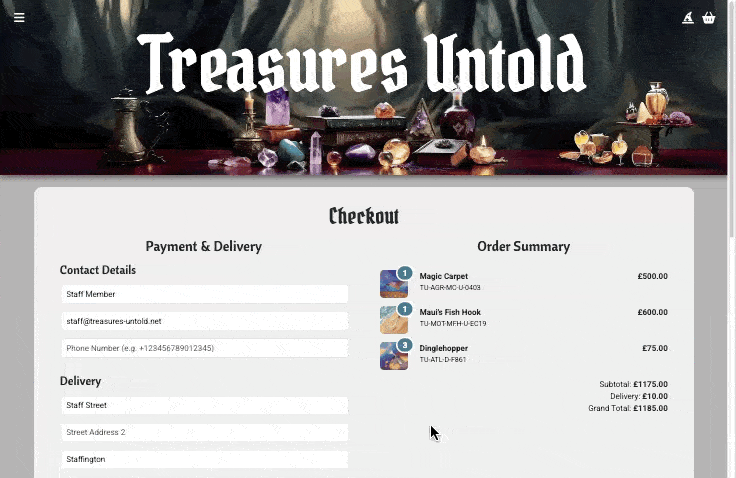 Treasures Untold
Checkout
Payment & Delivery
Contact Details
Staff Member
staff@treasures-untold.net
Phone Number (e.g. +123456789012345)
Delivery
Staff Street
Street Address 2
Staffington
Order Summary
1
Magic Carpet
£500.00
TU-AGR-MC-U-0403
1
Maui's Fish Hook
£600.00
TU-MOT-MFH-U-EC19
3
Dinglehopper
£75.00
TU-ATL-D-F861
Subtotal: £1175.00
Delivery: £10.00
Grand Total: £1185.00